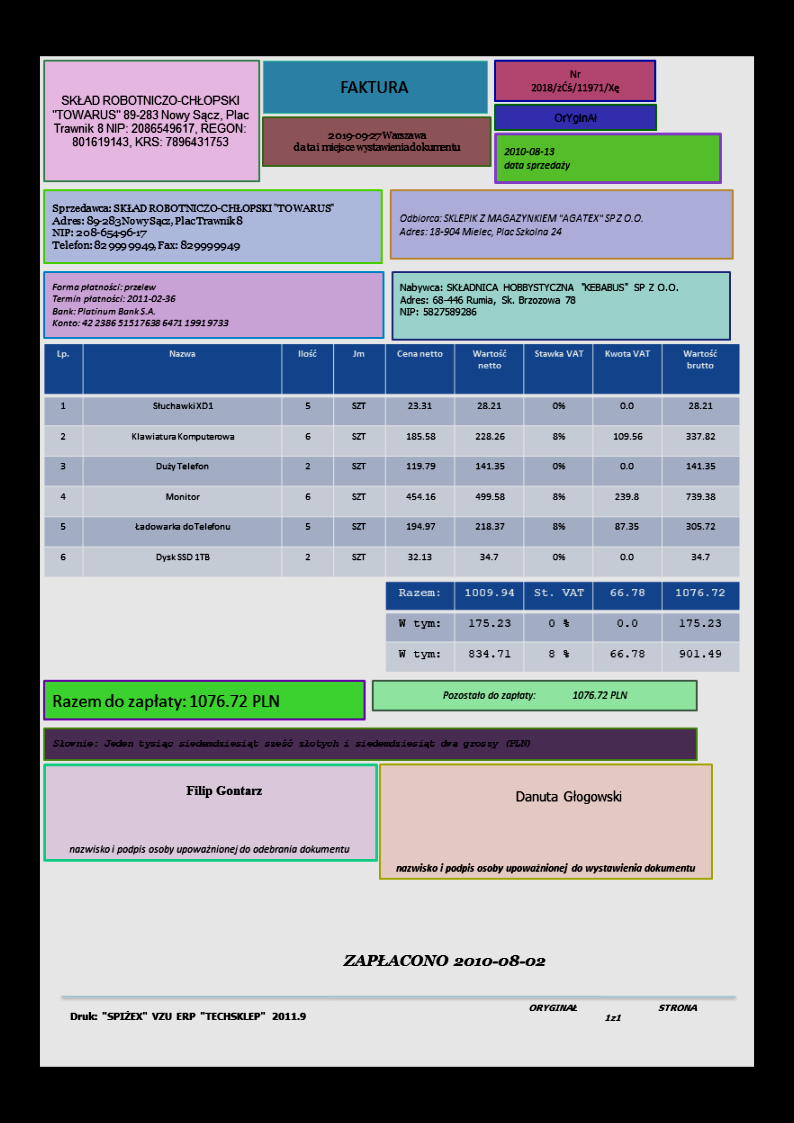 SKŁAD ROBOTNICZO-CHŁOPSKI
"TOWARUS" 89-283 Nowy Sącz, Plac
Trawnik 8 NIP: 2086549617, REGON:
801619143, KRS: 7896431753
FAKTURA
2019-09-27 Warszawa
data i miejsce wystawienia dokumentu
Nr
2018/żĆś/11971/Xę
OrYgInAł
2010-08-13
data sprzedaży
Sprzedawca: SKŁAD ROBOTNICZO-CHŁOPSKI "TOWARUS"
Adres: 89-283 Nowy Sącz, Plac Trawnik 8
NIP: 208-654-96-17
Telefon: 82 999 9949, Fax: 829999949
Odbiorca: SKLEPIK Z MAGAZYNKIEM "AGATEX" SP Z O.O.
Adres: 18-904 Mielec, Plac Szkolna 24
Forma płatności: przelew
Termin płatności: 2011-02-36
Bank: Platinum Bank S.A.
Konto: 42 2386 51517638 6471 1991 9733
Nabywca: SKŁADNICA HOBBYSTYCZNA "KEBABUS" SP Z O.O.
Adres: 68-446 Rumia, Sk. Brzozowa 78
NIP: 5827589286
Lp. Nazwa Ilość Jm Cena netto Wartość netto Stawka VAT Kwota VAT Wartość brutto
1 Słuchawki XD1 5 SZT 23.31 28.21 0% 0.0 28.21
2 Klawiatura Komputerowa 6 SZT 185.58 228.26 8% 109.56 337.82
3 Duży Telefon 2 SZT 119.79 141.35 0% 0.0 141.35
4 Monitor 6 SZT 454.16 499.58 8% 239.8 739.38
5 Ładowarka do Telefonu 5 SZT 194.97 218.37 8% 87.35 305.72
6 Dysk SSD 1TB 2 SZT 32.13 34.7 0% 0.0 34.7
Razem: 1009.94 St. VAT 66.78 1076.72
W tym: 175.23 0 % 0.0 175.23
W tym: 834.71 8 % 66.78 901.49
Razem do zapłaty: 1076.72 PLN
Pozostało do zapłaty: 1076.72 PLN
Słownie: Jeden tysiąc siedemdziesiąt sześć złotych i siedemdziesiąt dwa groszy (PLN)
Filip Gontarz
nazwisko i podpis osoby upoważnionej do odebrania dokumentu
Danuta Głogowski
nazwisko i podpis osoby upoważnionej do wystawienia dokumentu
ZAPŁACONO 2010-08-02
Druk: "SPIŻEX" VZU ERP "TECHSKLEP" 2011.9
ORYGINAŁ STRONA
1z1